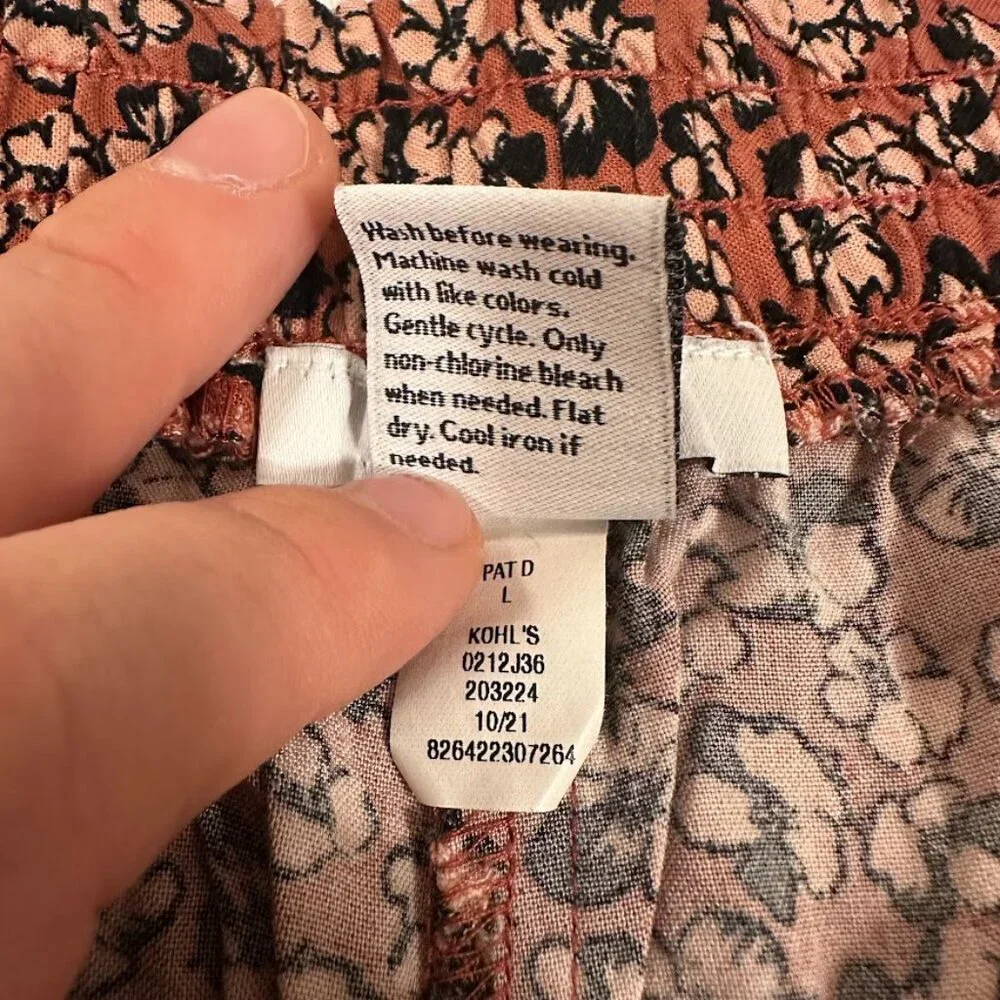 Wash before wearing.
Machine wash cold
with like colors.
Gentle cycle. Only
non-chlorine bleach
when needed. Flat
dry. Cool iron if
needed.
PAT D
L
KOHL'S
0212J36
203224
10/21
826422307264